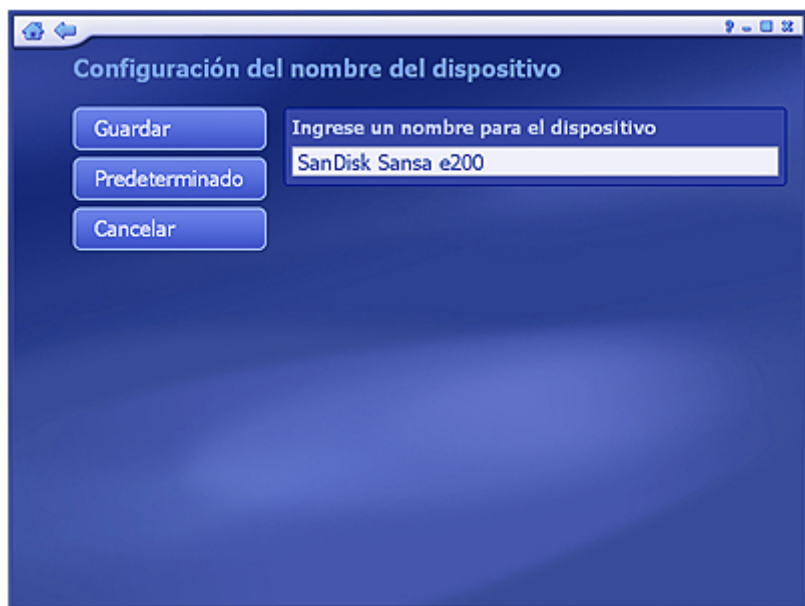 Configuración del nombre del dispositivo
Guardar
Predeterminado
Cancelar
Ingrese un nombre para el dispositivo
SanDisk Sansa e200